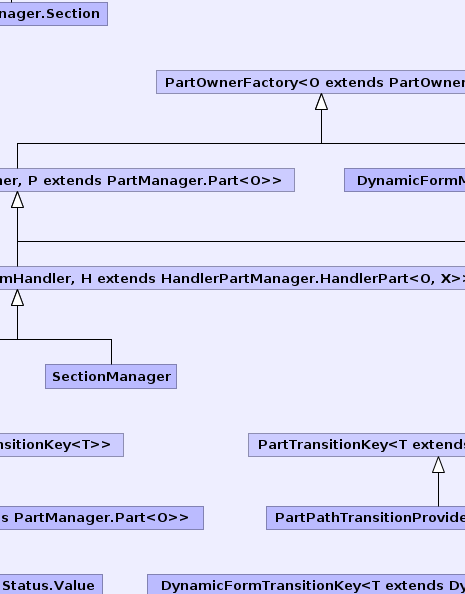 nager.Section
PartOwnerFactory<O extends PartOwner
ner, P extends PartManager.Part<O>>
DynamicFormM
mHandler, H extends HandlerPartManager.HandlerPart<O, X>>
SectionManager
nsitionKey<T>>
PartTransitionKey<T extends
s PartManager.Part<O>>
PartPathTransitionProvide
Status.Value
DynamicFormTransitionKey<T extends Dy